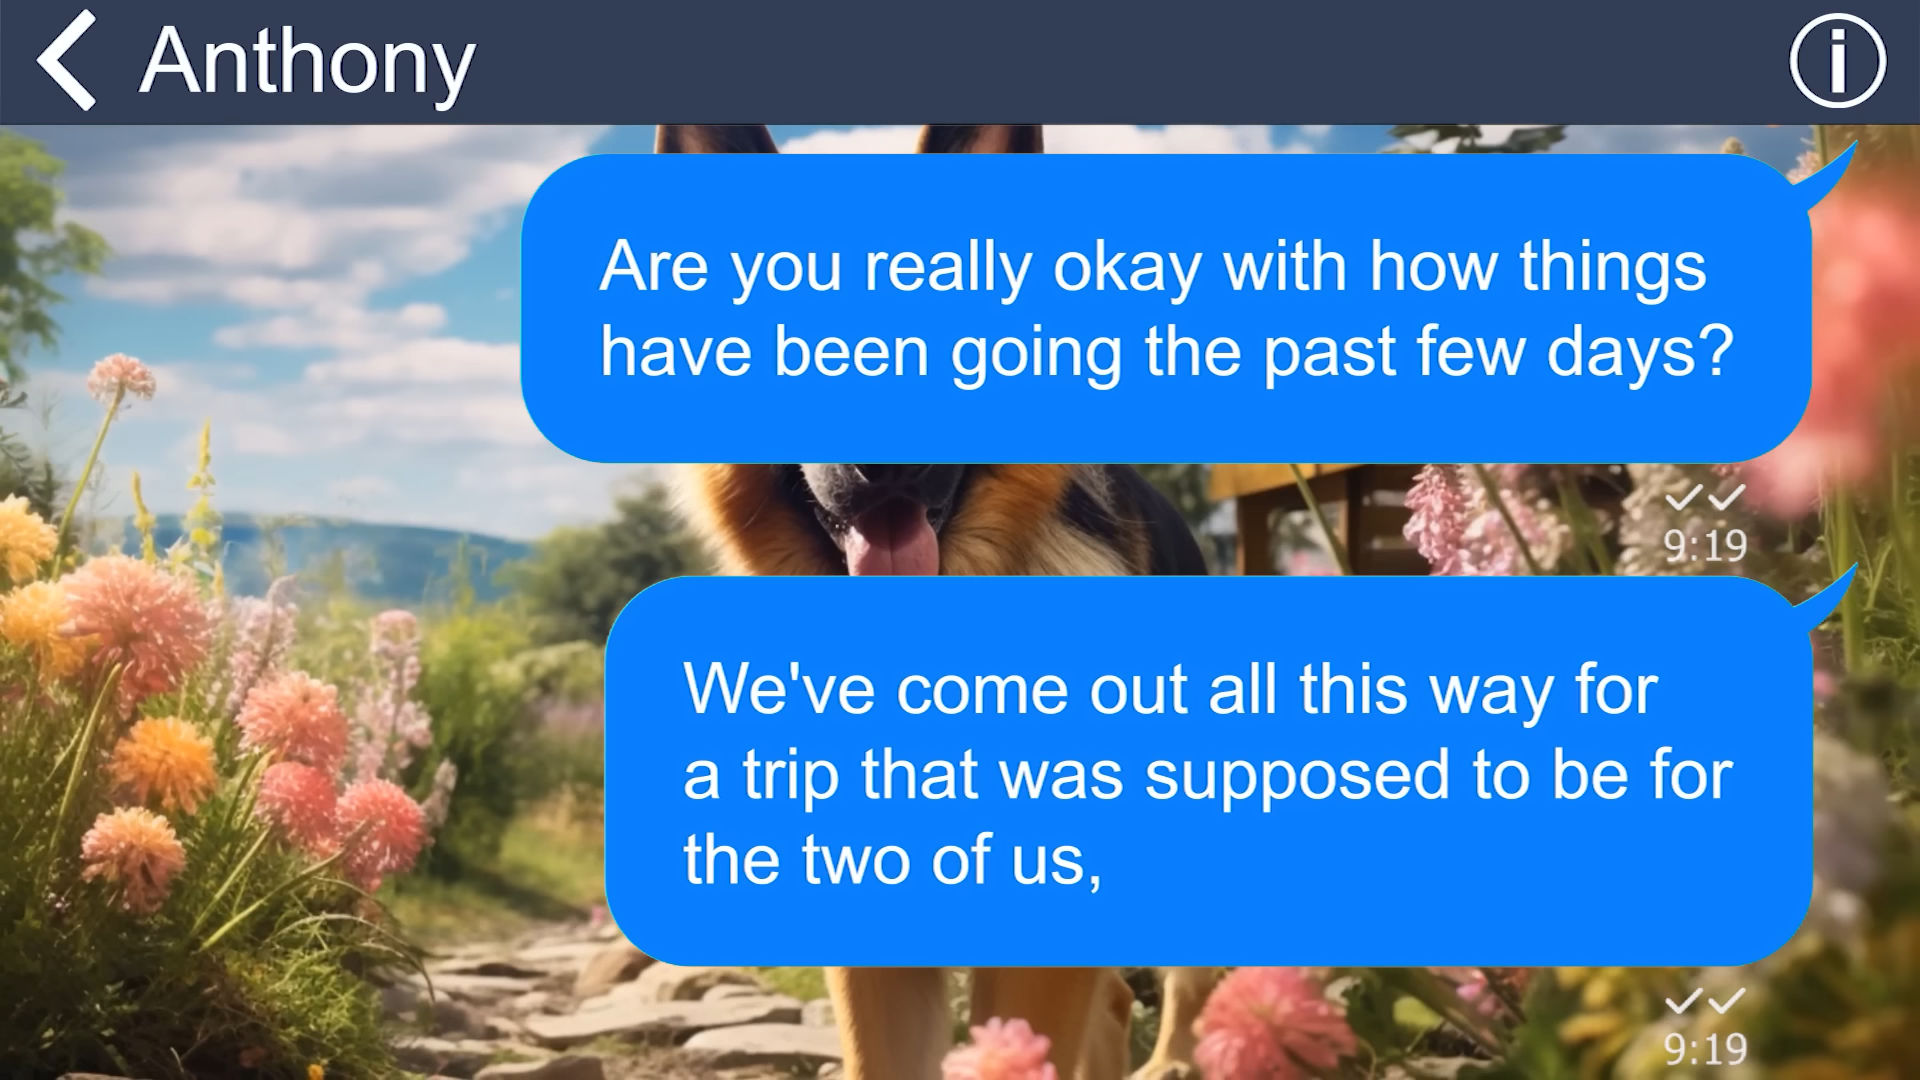 Anthony
Are you really okay with how things
have been going the past few days?
9:19
We've come out all this way for
a trip that was supposed to be for
the two of us,
9:19